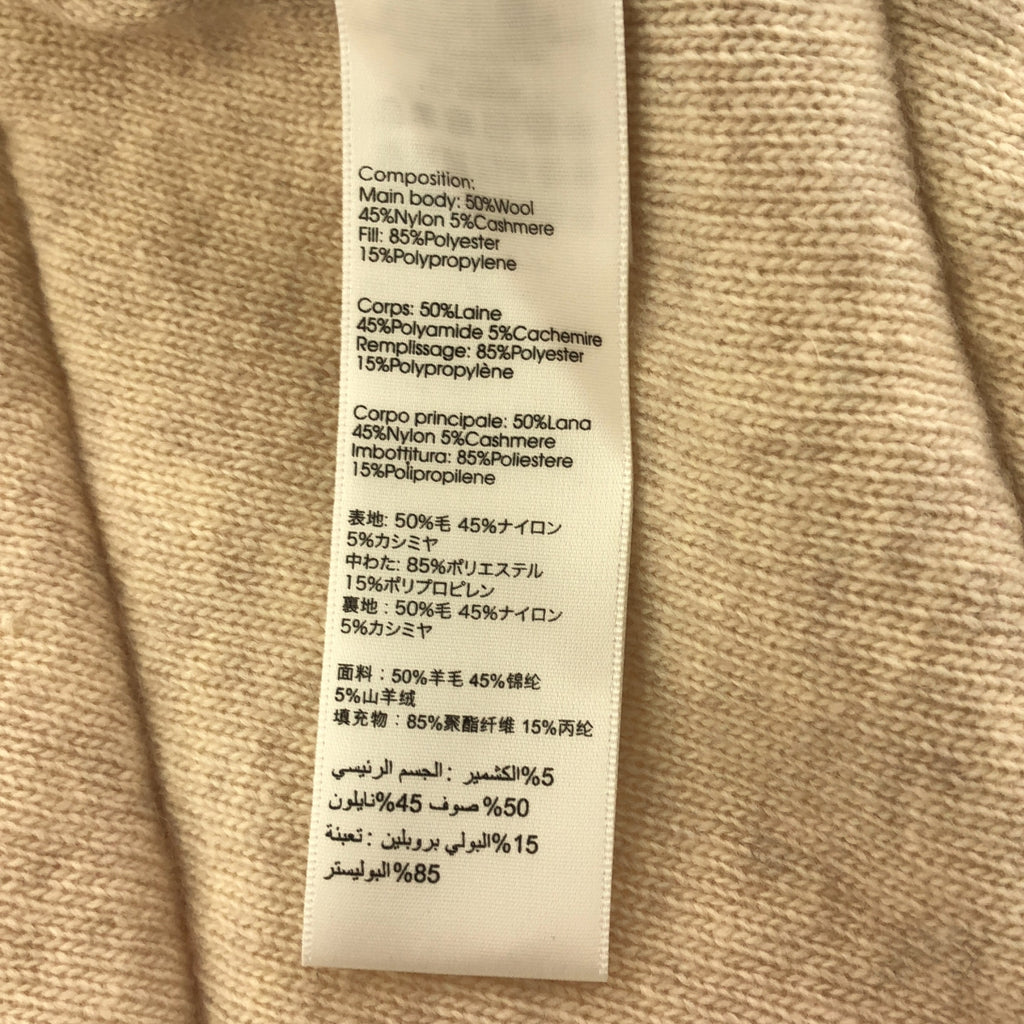 Composition:
Main body: 50%Wool
45%Nylon 5%Cashmere
Fill: 85%Polyester
15%Polypropylene
Corps: 50%Laine
45%Polyamide 5%Cachemire
Remplissage: 85%Polyester
15%Polypropylène
Corpo principale: 50%Lana
45%Nylon 5%Cashmere
Imbottitura: 85%Poliestere
15%Polipropilene
表地: 50%毛 45%ナイロン
5%カシミヤ
中わた: 85%ポリエステル
15%ポリプロピレン
裏地：50%毛 45%ナイロン
5%カシミヤ
面料：50%羊毛 45%锦纶
5%山羊绒
填充物：85%聚酯纤维 15%丙纶
الجسم الرئيسي: الكشمير%5
نايلون%45 صوف %50
تعبئة: البولي بروبلين%15
البوليستر%85